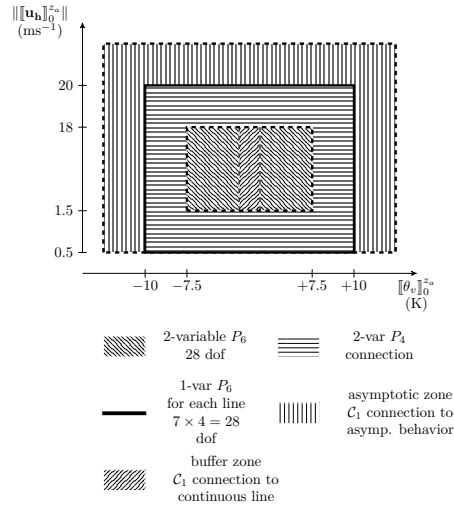 ‖⟦u_h⟧_0^{z_a}‖
(ms⁻¹)
20
18
1.5
0.5
−10 −7.5 +7.5 +10 ⟦θ_v⟧_0^{z_a}
(K)
2-variable P_6
28 dof
2-var P_4
connection
1-var P_6
for each line
7 × 4 = 28
dof
asymptotic zone
C_1 connection to
asymp. behavior
buffer zone
C_1 connection to
continuous line